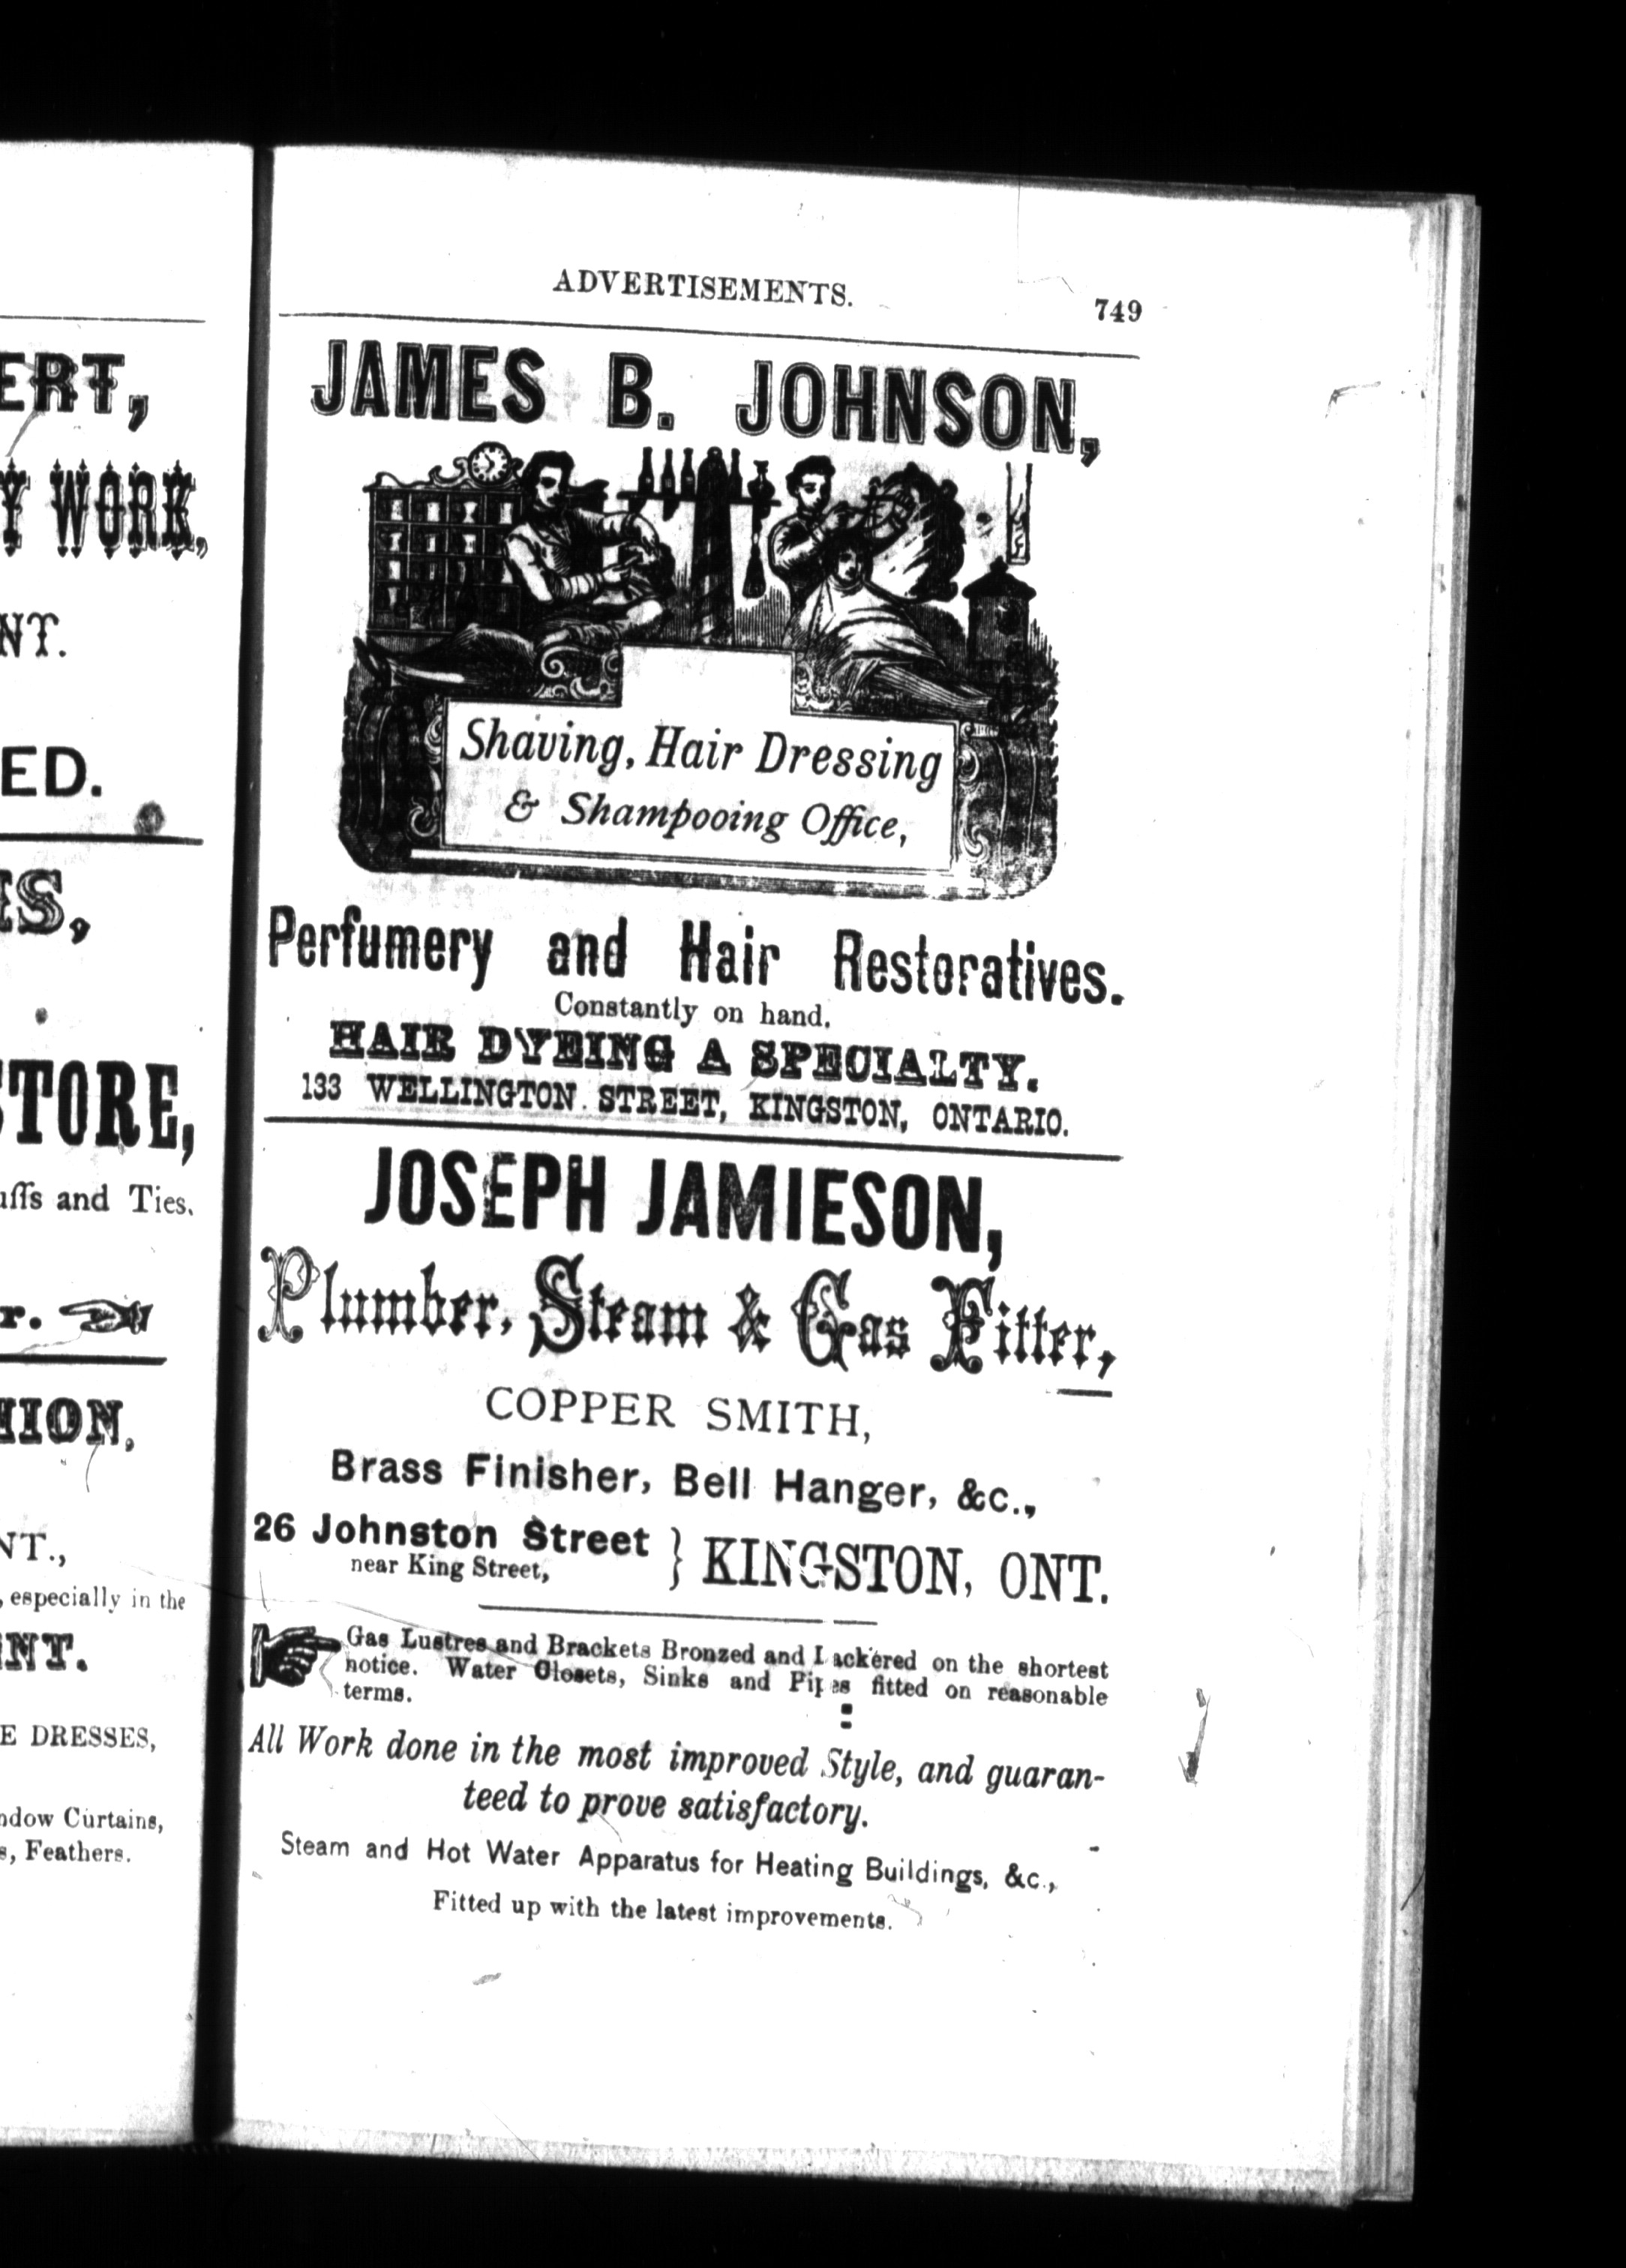 ERT,
Y WORK,
NT.
ED.
ES,
STORE,
uffs and Ties.
r.
HION,
NT.,
, especially in the
NT.
E DRESSES,
ndow Curtains,
s, Feathers.
ADVERTISEMENTS.
749
JAMES B. JOHNSON,
Shaving, Hair Dressing
& Shampooing Office,
Perfumery and Hair Restoratives.
Constantly on hand.
HAIR DYEING A SPECIALTY.
133 WELLINGTON STREET, KINGSTON, ONTARIO.
JOSEPH JAMIESON,
Plumber, Steam & Gas Fitter,
COPPER SMITH,
Brass Finisher, Bell Hanger, &c.,
26 Johnston Street } KINGSTON, ONT.
near King Street,
Gas Lustres and Brackets Bronzed and Lackered on the shortest
notice. Water Closets, Sinks and Pipes fitted on reasonable
terms.
All Work done in the most improved Style, and guaran-
teed to prove satisfactory.
Steam and Hot Water Apparatus for Heating Buildings, &c.,
Fitted up with the latest improvements.